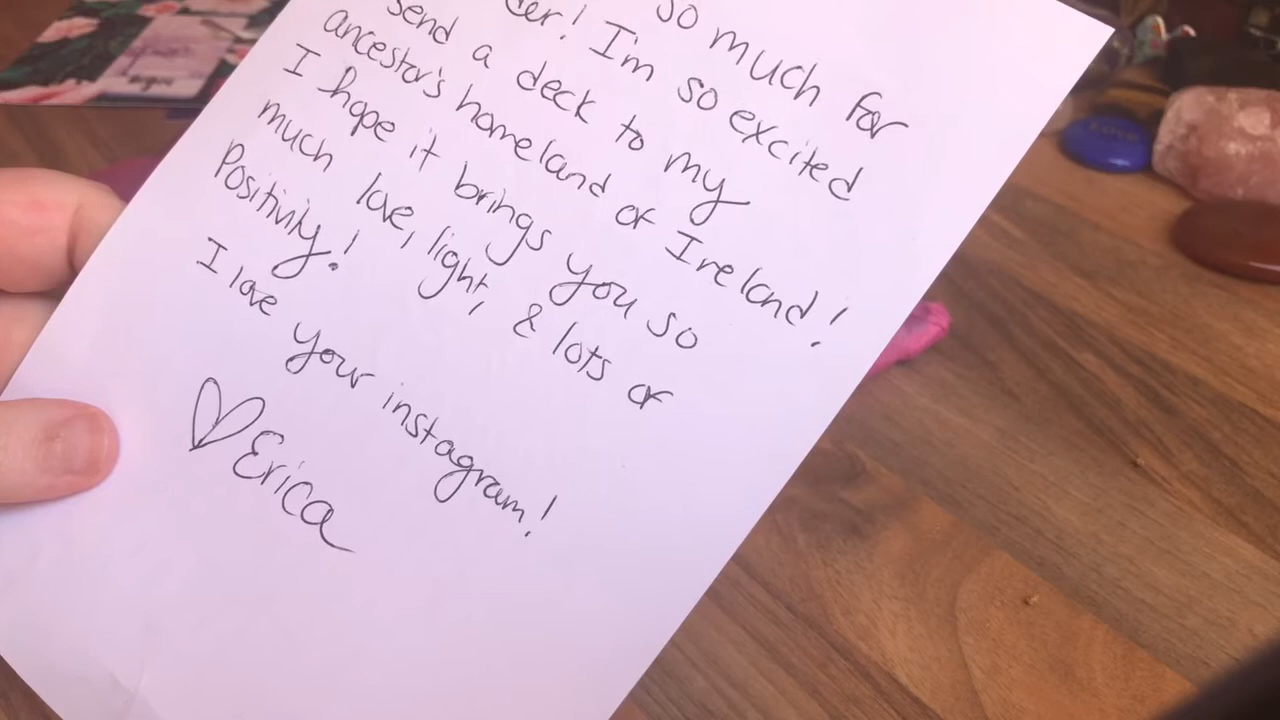 so much for
I'm so excited
send a deck to my
ancestor's homeland of Ireland!
I hope it brings you so
much love, light, & lots of
Positivity!
I love your instagram!
♡ Erica
LOVE